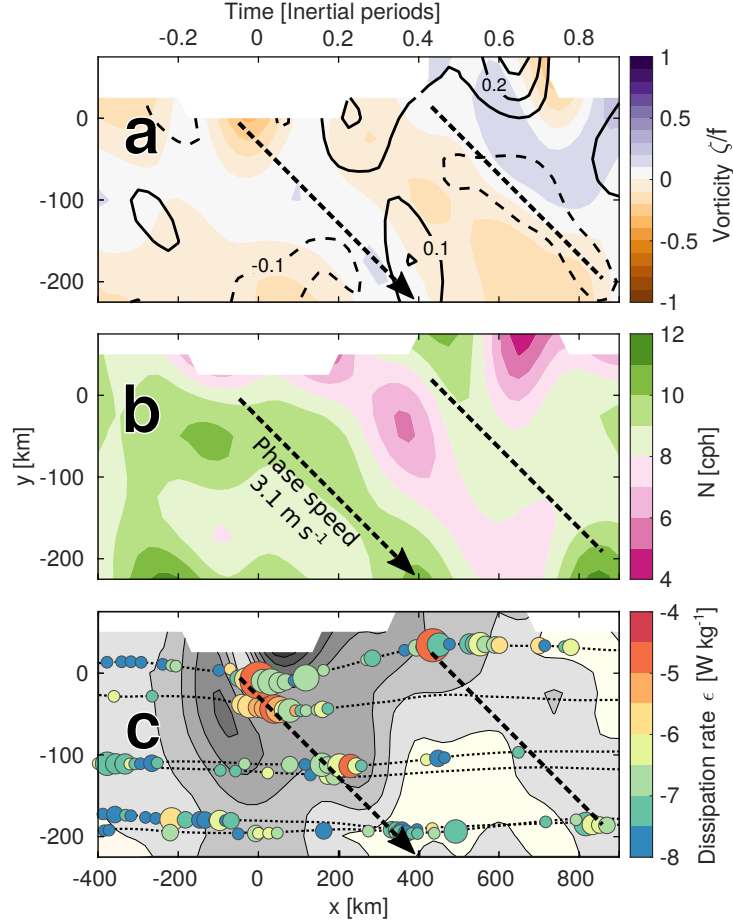 Time [Inertial periods]
-0.2 0 0.2 0.4 0.6 0.8
a
0
-100
-200
0.2
-0.1
0.1
1
0.5
0
-0.5
-1
Vorticity ζ/f
b
0
-100
-200
y [km]
Phase speed
3.1 m s⁻¹
12
10
8
6
4
N [cph]
c
0
-100
-200
-400 -200 0 200 400 600 800
x [km]
-4
-5
-6
-7
-8
Dissipation rate ϵ [W kg⁻¹]